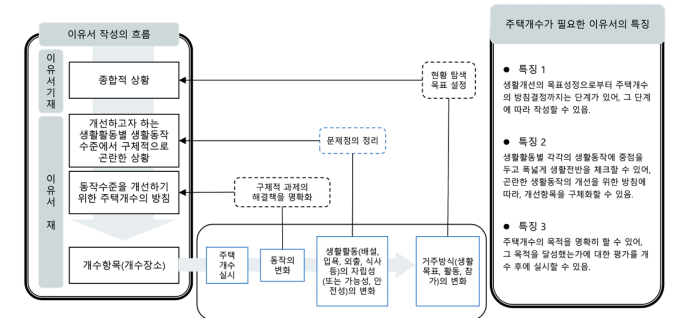 이유서 작성의 흐름
이
유
서
기
재
종합적 상황
이
유
서
재
개선하고자 하는
생활활동별 생활동작
수준에서 구체적으로
곤란한 상황
동작수준을 개선하기
위한 주택개수의 방침
개수항목(개수장소)
현황 탐색
목표 설정
문제점의 정리
구체적 과제의
해결책을 명확화
주택
개수
실시
동작의
변화
생활활동(배설,
입욕, 외출, 식사
등)의 자립성
(또는 가능성, 안
전성)의 변화
거주방식(생활
목표, 활동, 참
가)의 변화
주택개수가 필요한 이유서의 특징
● 특징 1
생활개선의 목표성정으로부터 주택개수
의 방침결정까지는 단계가 있어, 그 단계
에 따라 작성할 수 있음.
● 특징 2
생활활동별 각각의 생활동작에 중점을
두고 폭넓게 생활전반을 체크할 수 있어,
곤란한 생활동작의 개선을 위한 방침에
따라, 개선항목을 구체화할 수 있음.
● 특징 3
주택개수의 목적을 명확히 할 수 있어,
그 목적을 달성했는가에 대한 평가를 개
수 후에 실시할 수 있음.